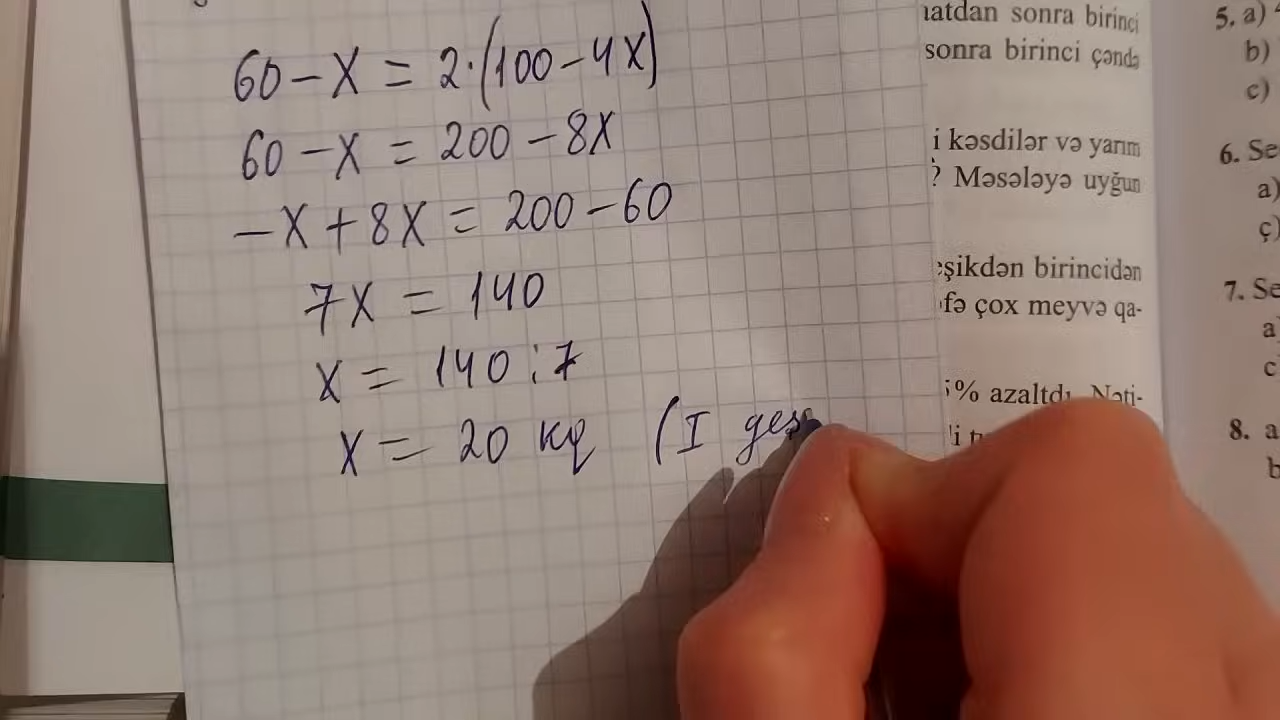 60 - X = 2·(100 - 4X)
60 - X = 200 - 8X
-X + 8X = 200 - 60
7X = 140
X = 140 : 7
X = 20 kq (I
sonra birinci
sonra birinci çəndə
i kəsdilər və yarım
? Məsələyə uyğun
birincidən
fə çox meyvə qa-
% azaltdı. Nəti-
5. a)
b)
c)
6. Se
a)
ç)
7. Se
a
c
8. a
b